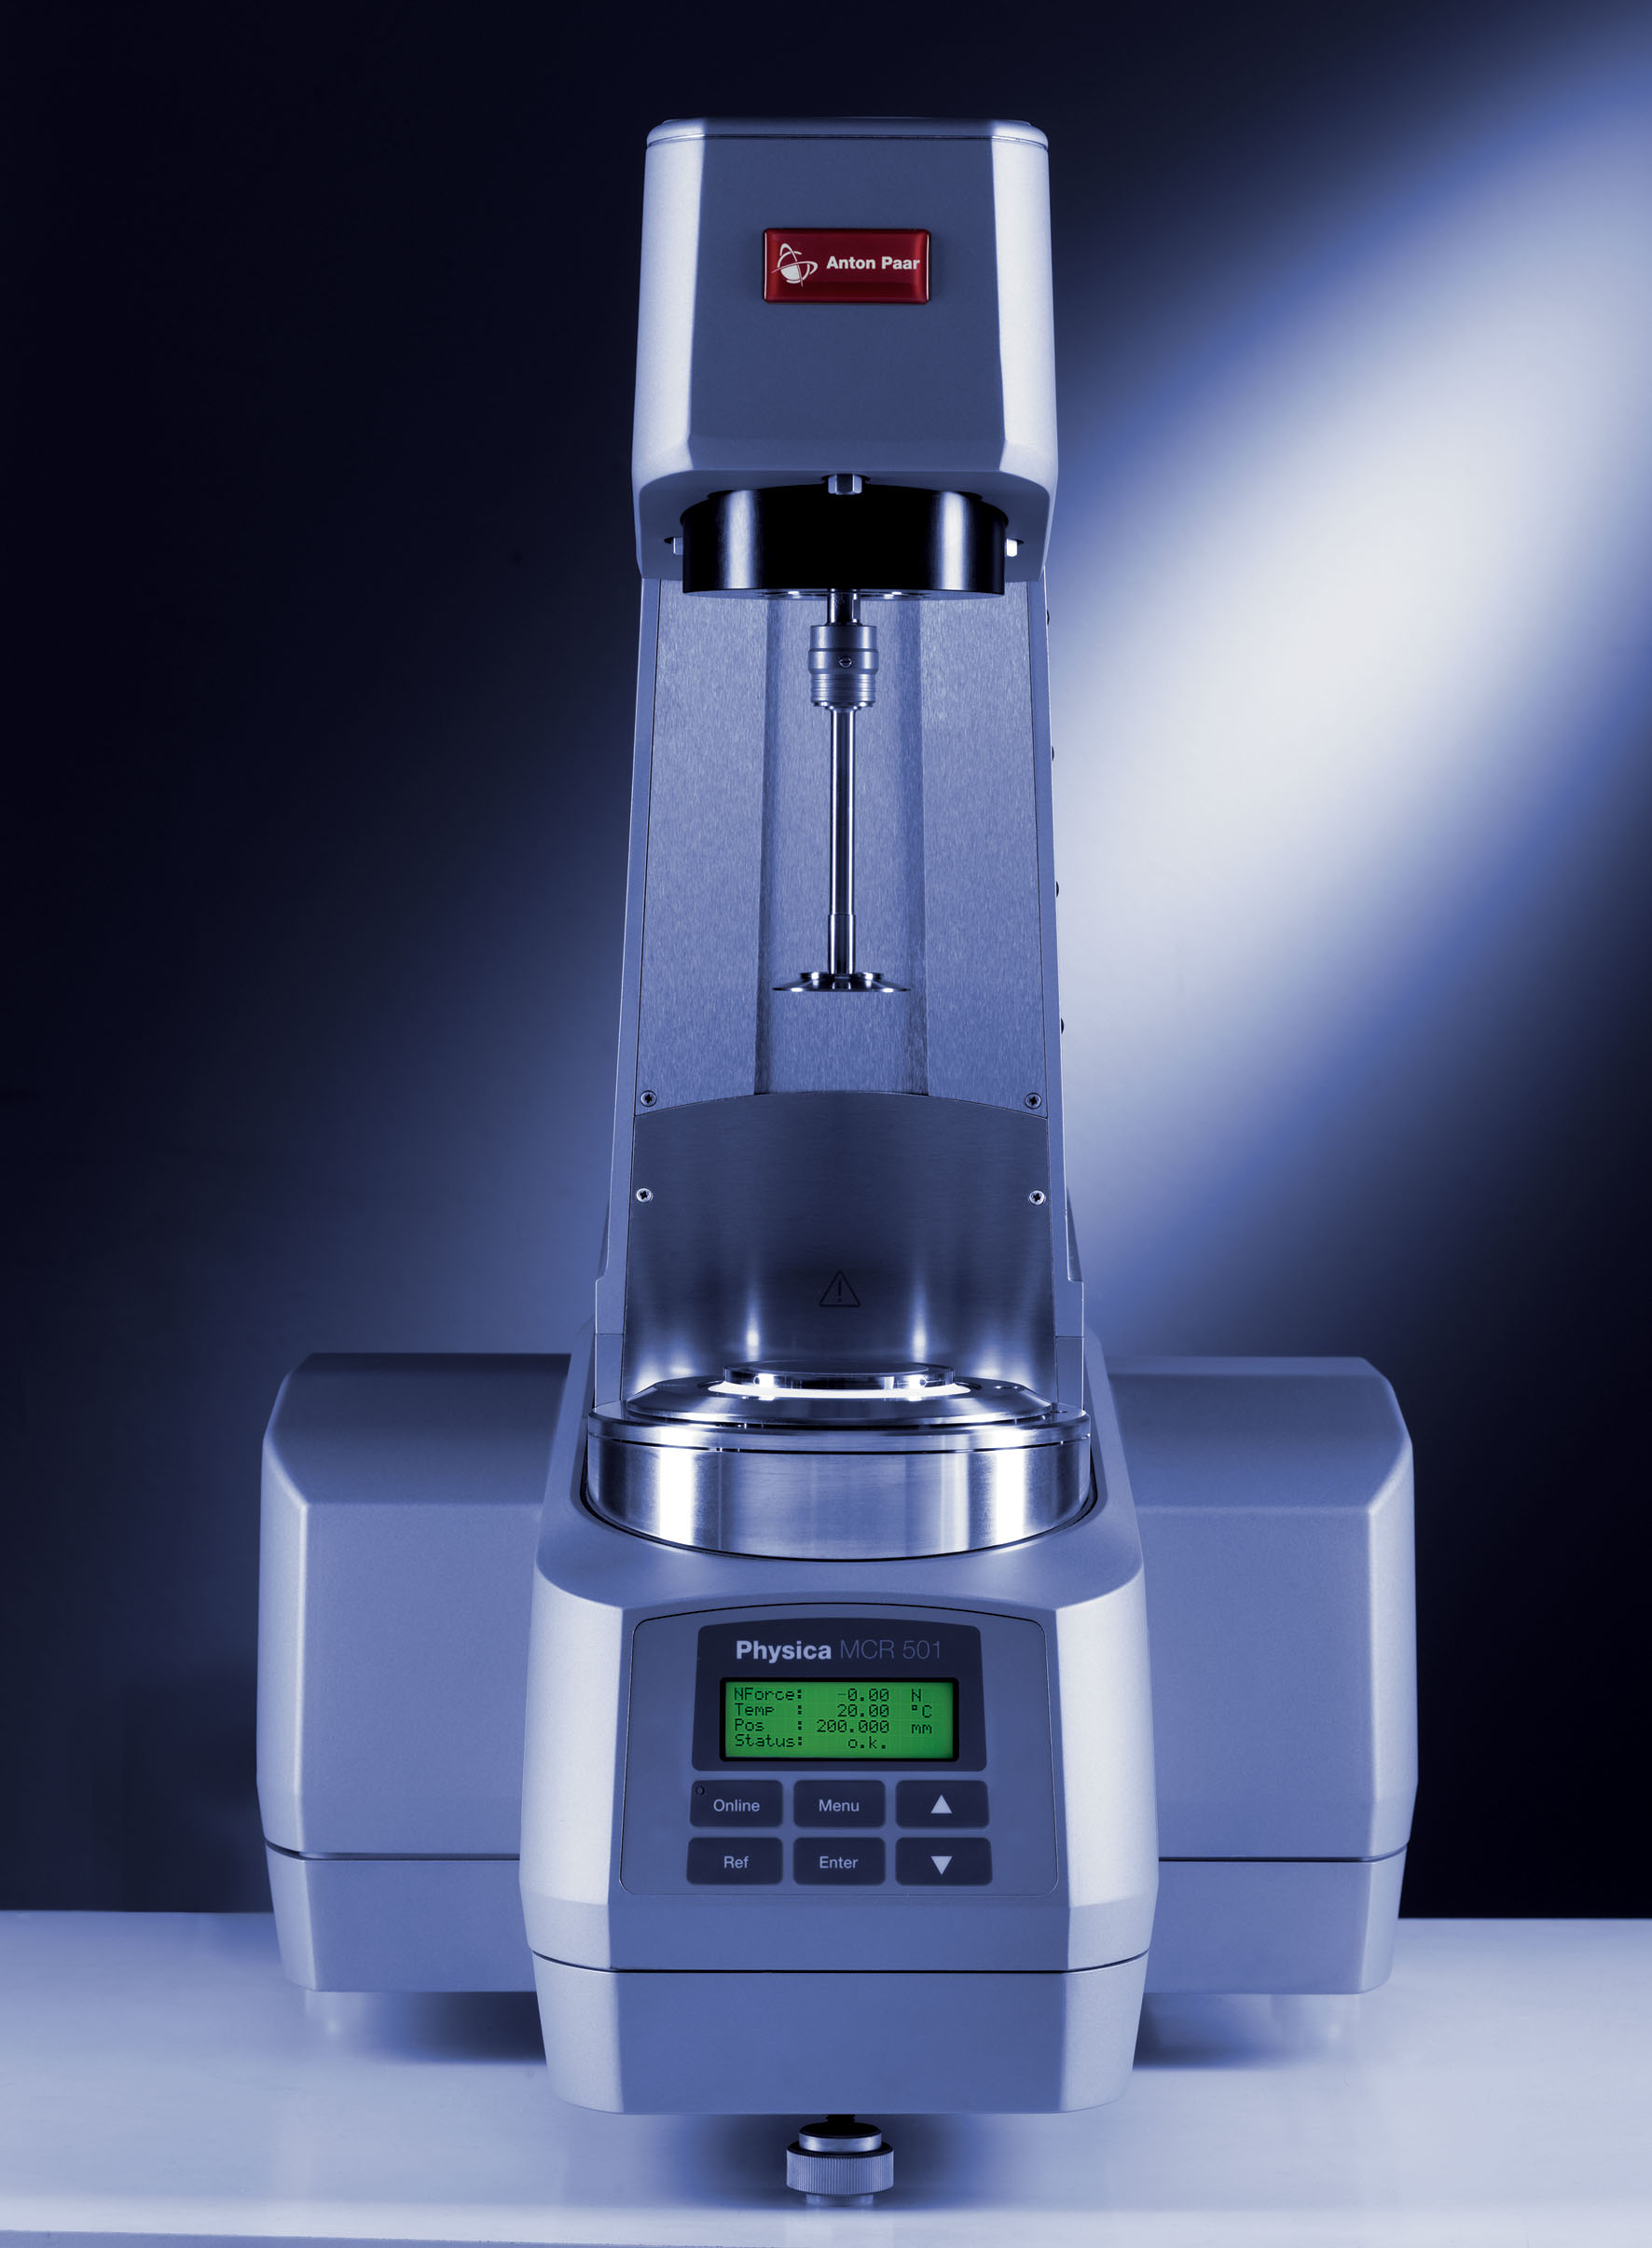 Anton Paar
Physica MCR 501
NForce: -0.00 N
Temp : 20.00 °C
Pos : 200.000 mm
Status: o.k.
Online Menu ▲
Ref Enter ▼